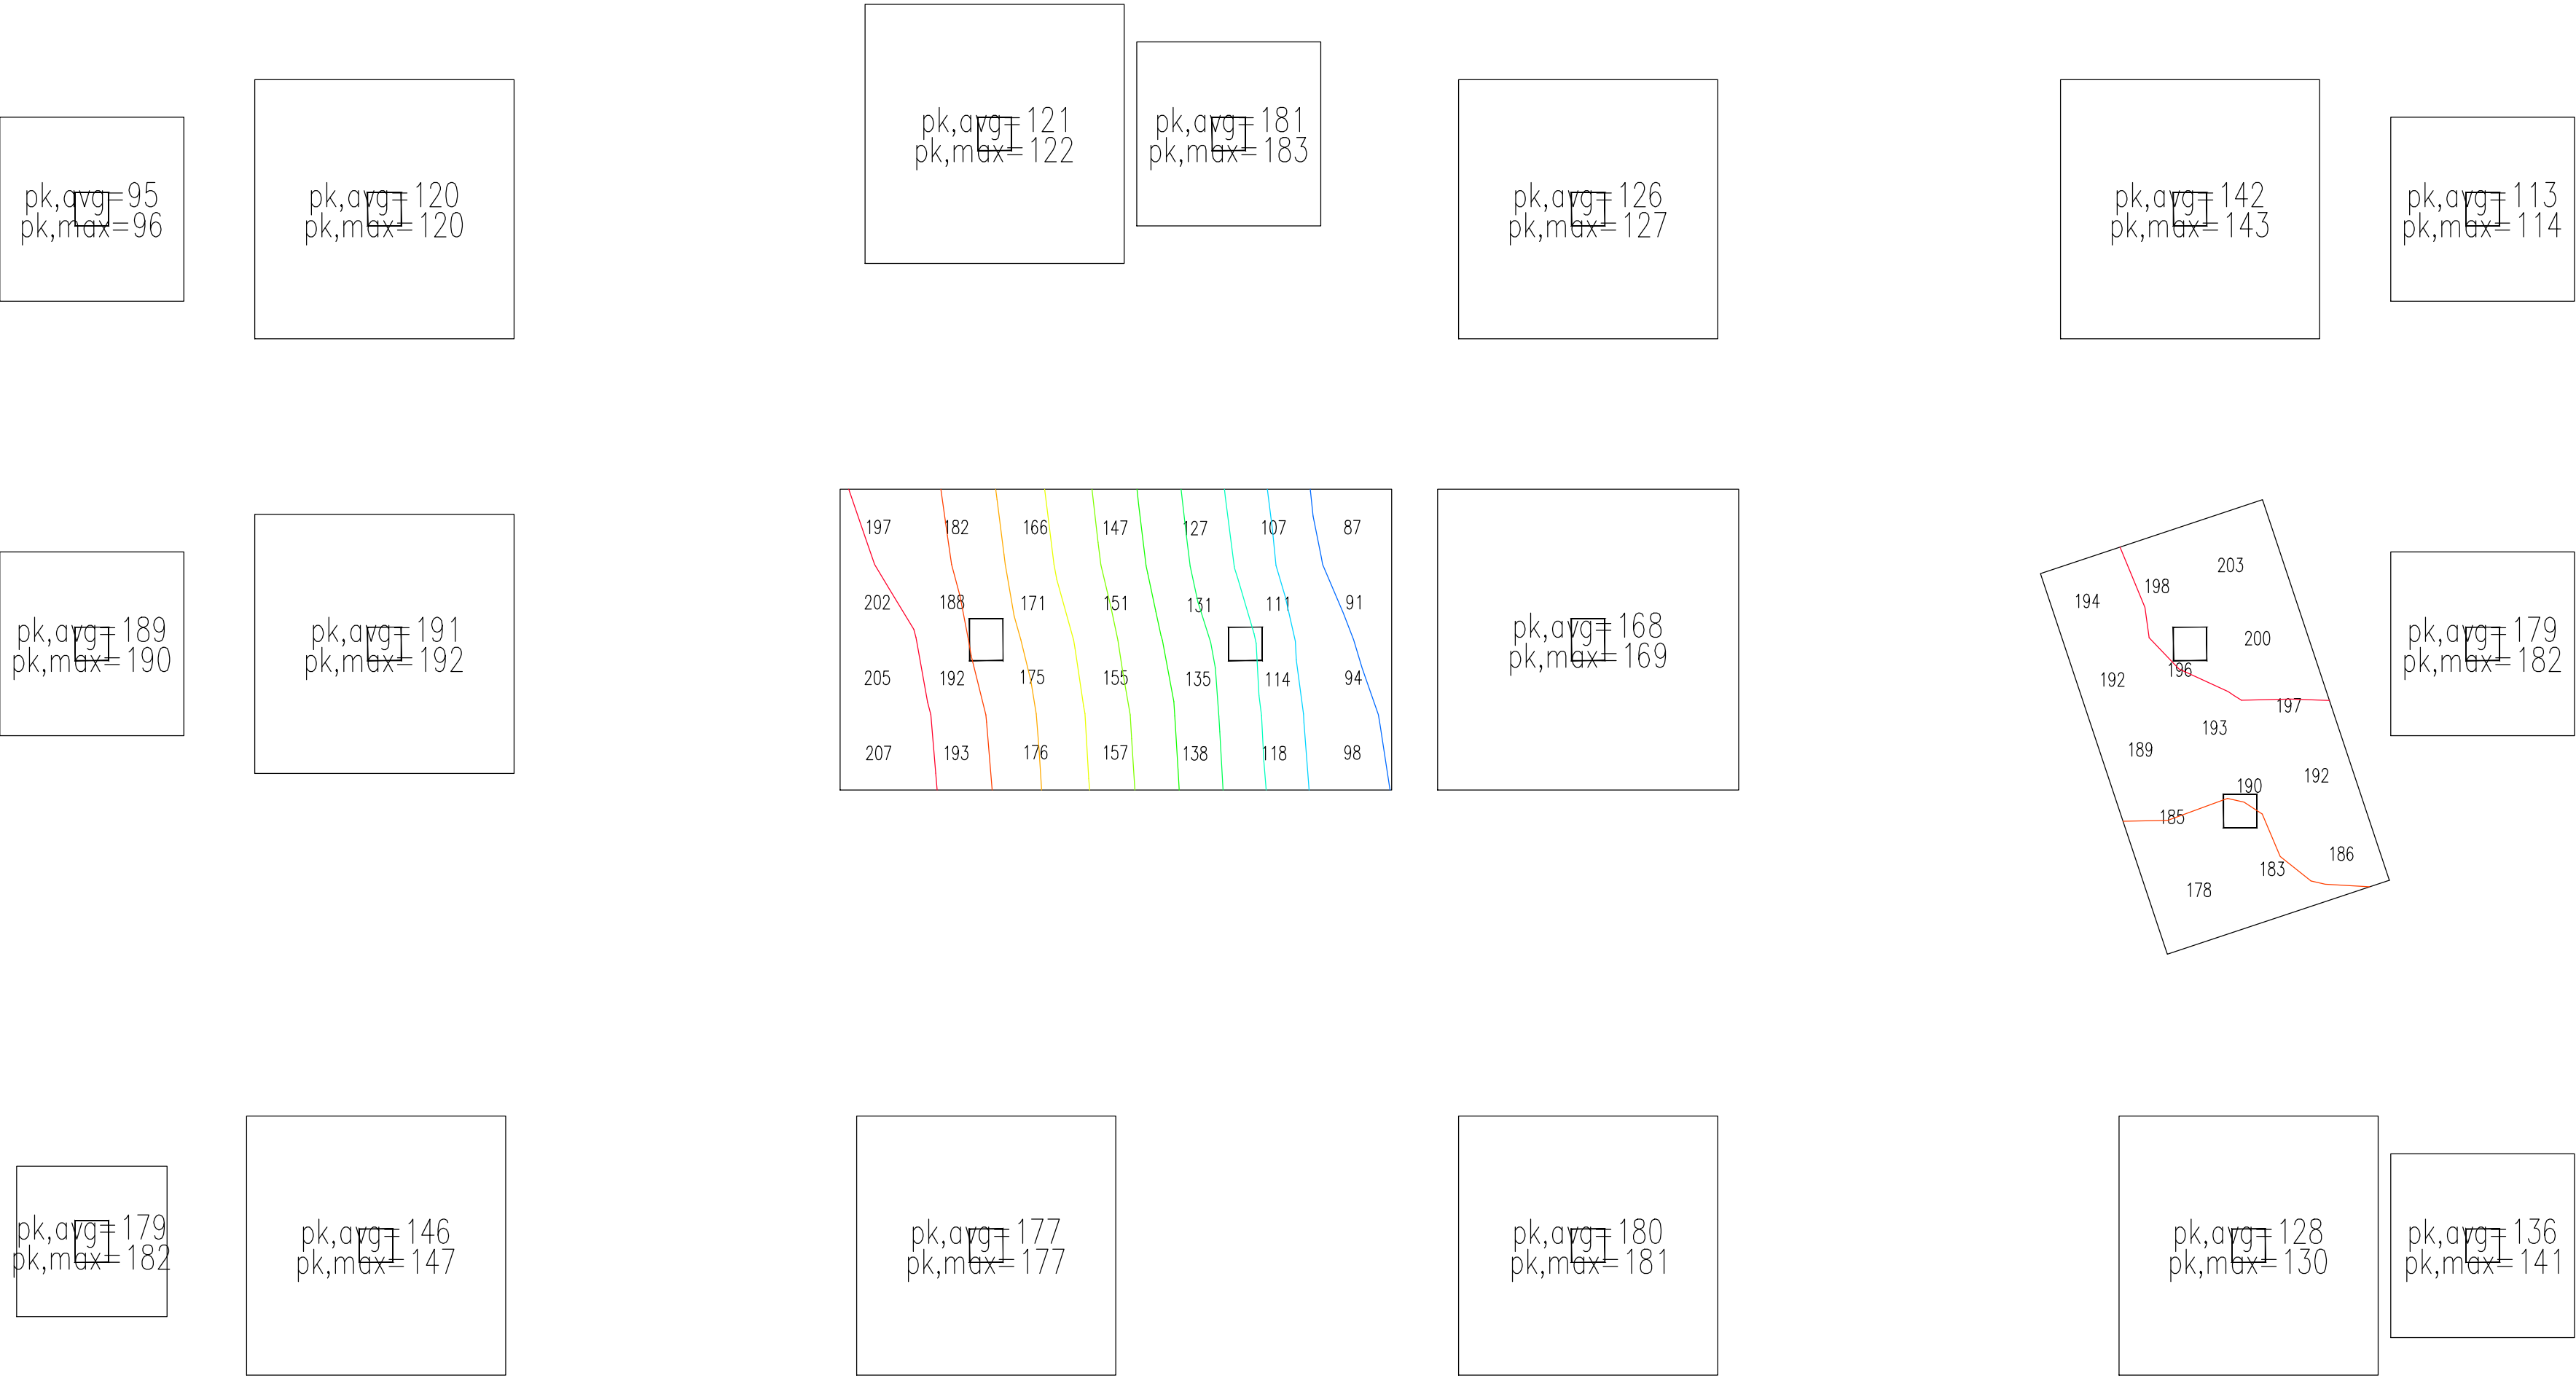 pk,avg=121
pk,max=122
pk,avg=181
pk,max=183
pk,avg=95
pk,max=96
pk,avg=120
pk,max=120
pk,avg=126
pk,max=127
pk,avg=142
pk,max=143
pk,avg=113
pk,max=114
197 182 166 147 127 107 87
202 188 171 151 131 111 91
205 192 175 155 135 114 94
207 193 176 157 138 118 98
pk,avg=189
pk,max=190
pk,avg=191
pk,max=192
pk,avg=168
pk,max=169
194 198 203
192 196 200
189 193 197
185 190 192
178 183 186
pk,avg=179
pk,max=182
pk,avg=179
pk,max=182
pk,avg=146
pk,max=147
pk,avg=177
pk,max=177
pk,avg=180
pk,max=181
pk,avg=128
pk,max=130
pk,avg=136
pk,max=141